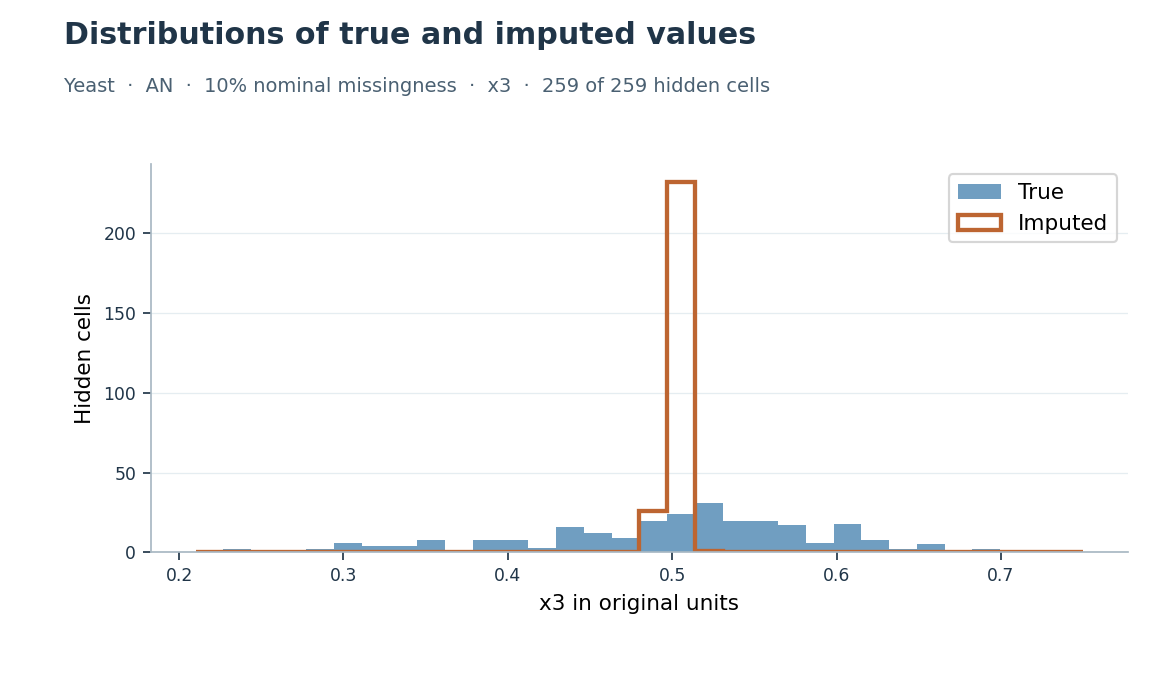 Distributions of true and imputed values
Yeast · AN · 10% nominal missingness · x3 · 259 of 259 hidden cells
True
Imputed
Hidden cells
200
150
100
50
0
0.2 0.3 0.4 0.5 0.6 0.7
x3 in original units